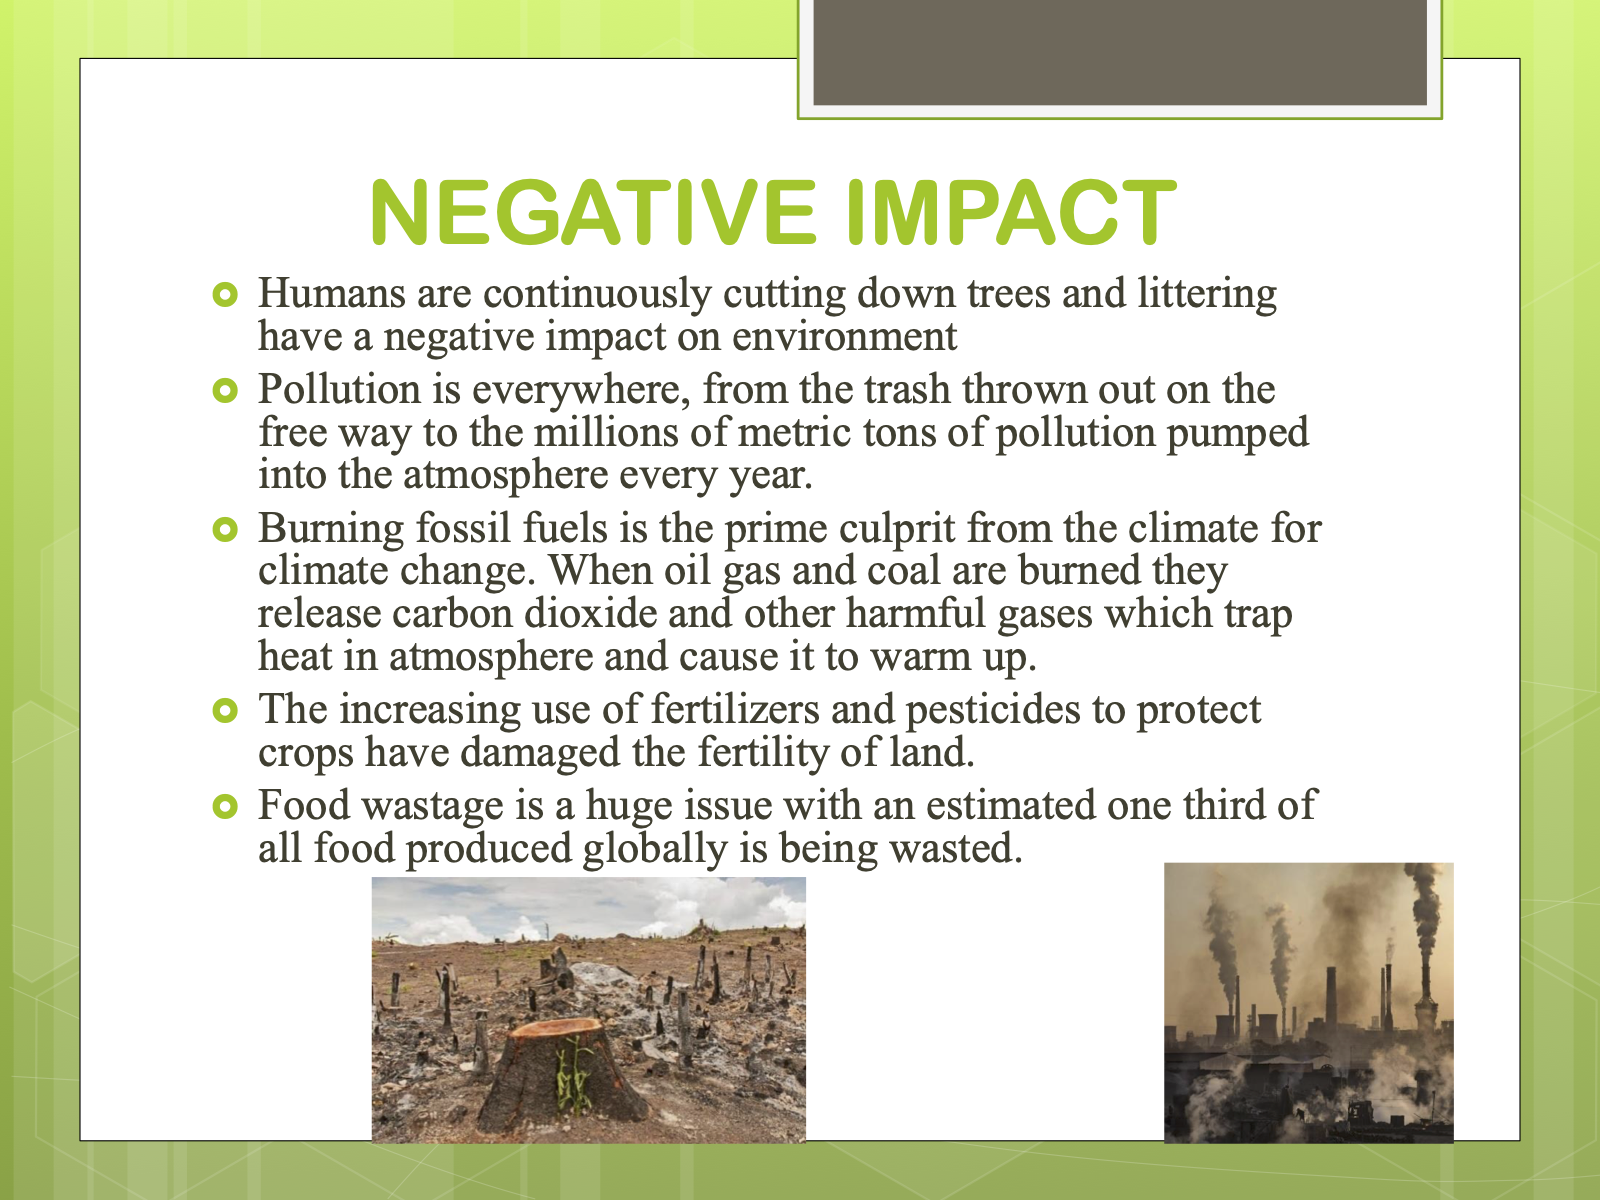 NEGATIVE IMPACT
Humans are continuously cutting down trees and littering
have a negative impact on environment
Pollution is everywhere, from the trash thrown out on the
free way to the millions of metric tons of pollution pumped
into the atmosphere every year.
Burning fossil fuels is the prime culprit from the climate for
climate change. When oil gas and coal are burned they
release carbon dioxide and other harmful gases which trap
heat in atmosphere and cause it to warm up.
The increasing use of fertilizers and pesticides to protect
crops have damaged the fertility of land.
Food wastage is a huge issue with an estimated one third of
all food produced globally is being wasted.